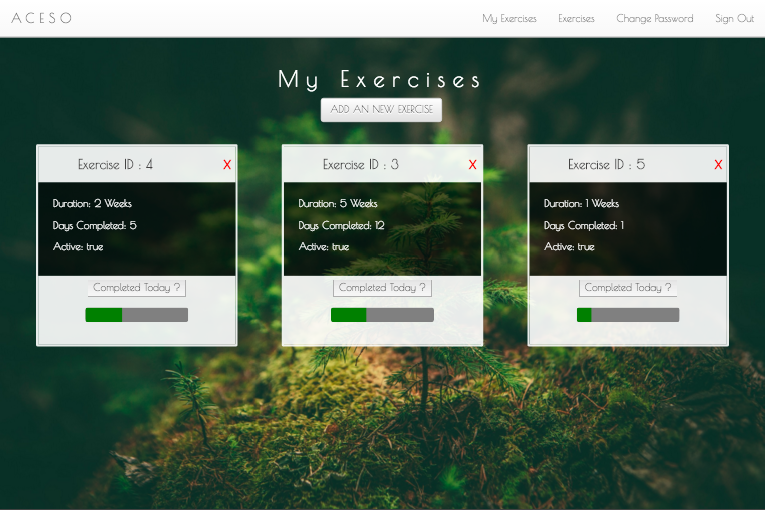 ACESO
My Exercises
Exercises
Change Password
Sign Out
My Exercises
ADD AN NEW EXERCISE
Exercise ID : 4
X
Duration: 2 Weeks
Days Completed: 5
Active: true
Completed Today ?
Exercise ID : 3
X
Duration: 5 Weeks
Days Completed: 12
Active: true
Completed Today ?
Exercise ID : 5
X
Duration: 1 Weeks
Days Completed: 1
Active: true
Completed Today ?